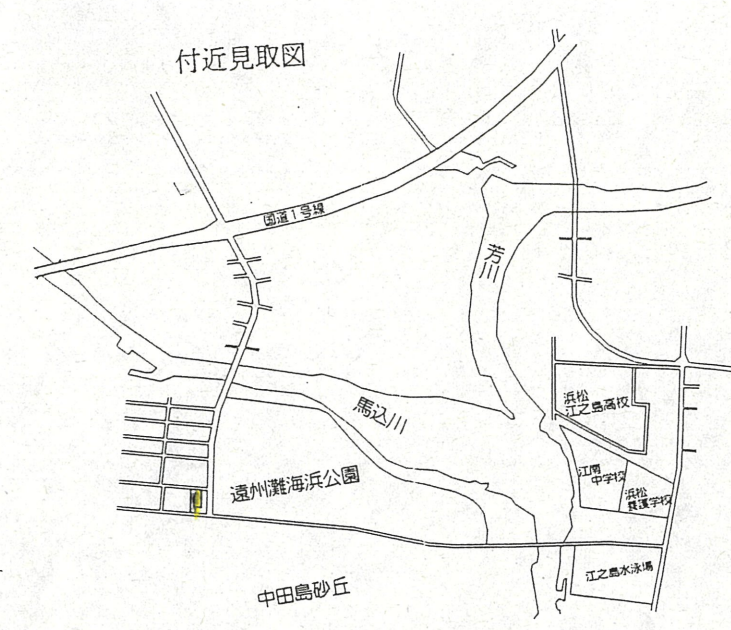 付近見取図
国道1号線
芳川
馬込川
浜松
江之島高校
江南
中学校
浜松
養護学校
遠州灘海浜公園
江之島水泳場
中田島砂丘